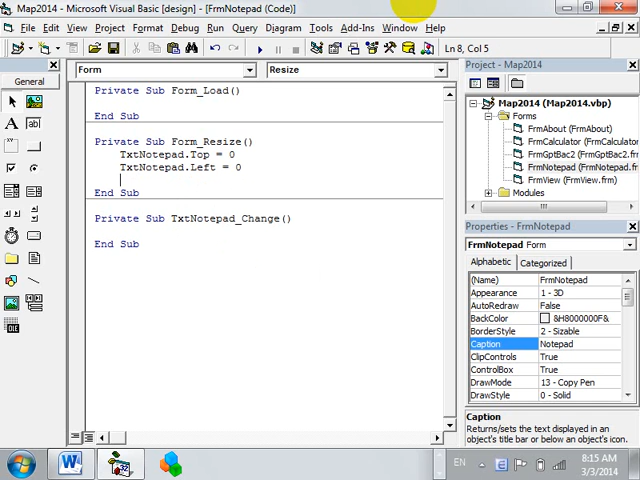 Map2014 - Microsoft Visual Basic [design] - [FrmNotepad (Code)]
File Edit View Project Format Debug Run Query Diagram Tools Add-Ins Window Help
Ln 8, Col 5
General
Form
Resize
Private Sub Form_Load()
End Sub
Private Sub Form_Resize()
TxtNotepad.Top = 0
TxtNotepad.Left = 0
End Sub
Private Sub TxtNotepad_Change()
End Sub
Project - Map2014
Map2014 (Map2014.vbp)
Forms
FrmAbout (FrmAbout)
FrmCalculator (FrmCalculator
FrmGptBac2 (FrmGptBac2.frm)
FrmNotepad (FrmNotepad.frm
FrmView (FrmView.frm)
Modules
Properties - FrmNotepad
FrmNotepad Form
Alphabetic Categorized
(Name) FrmNotepad
Appearance 1 - 3D
AutoRedraw False
BackColor &H8000000F&
BorderStyle 2 - Sizable
Caption Notepad
ClipControls True
ControlBox True
DrawMode 13 - Copy Pen
DrawStyle 0 - Solid
Caption
Returns/sets the text displayed in an
object's title bar or below an object's icon.
EN
8:15 AM
3/3/2014